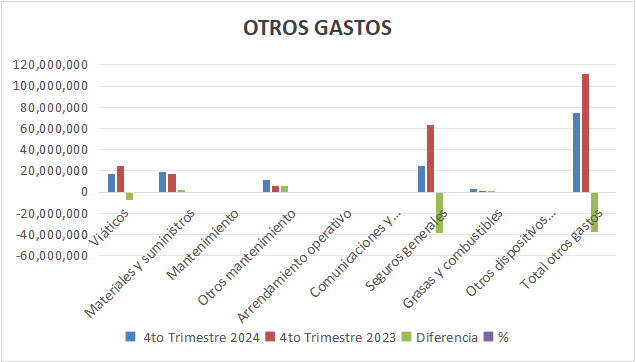 OTROS GASTOS
120,000,000
100,000,000
80,000,000
60,000,000
40,000,000
20,000,000
0
-20,000,000
-40,000,000
-60,000,000
Viáticos
Materiales y suministros
Mantenimiento
Otros mantenimiento
Arrendamiento operativo
Comunicaciones y...
Seguros generales
Grasas y combustibles
Otros dispositivos...
Total otros gastos
4to Trimestre 2024 4to Trimestre 2023 Diferencia %